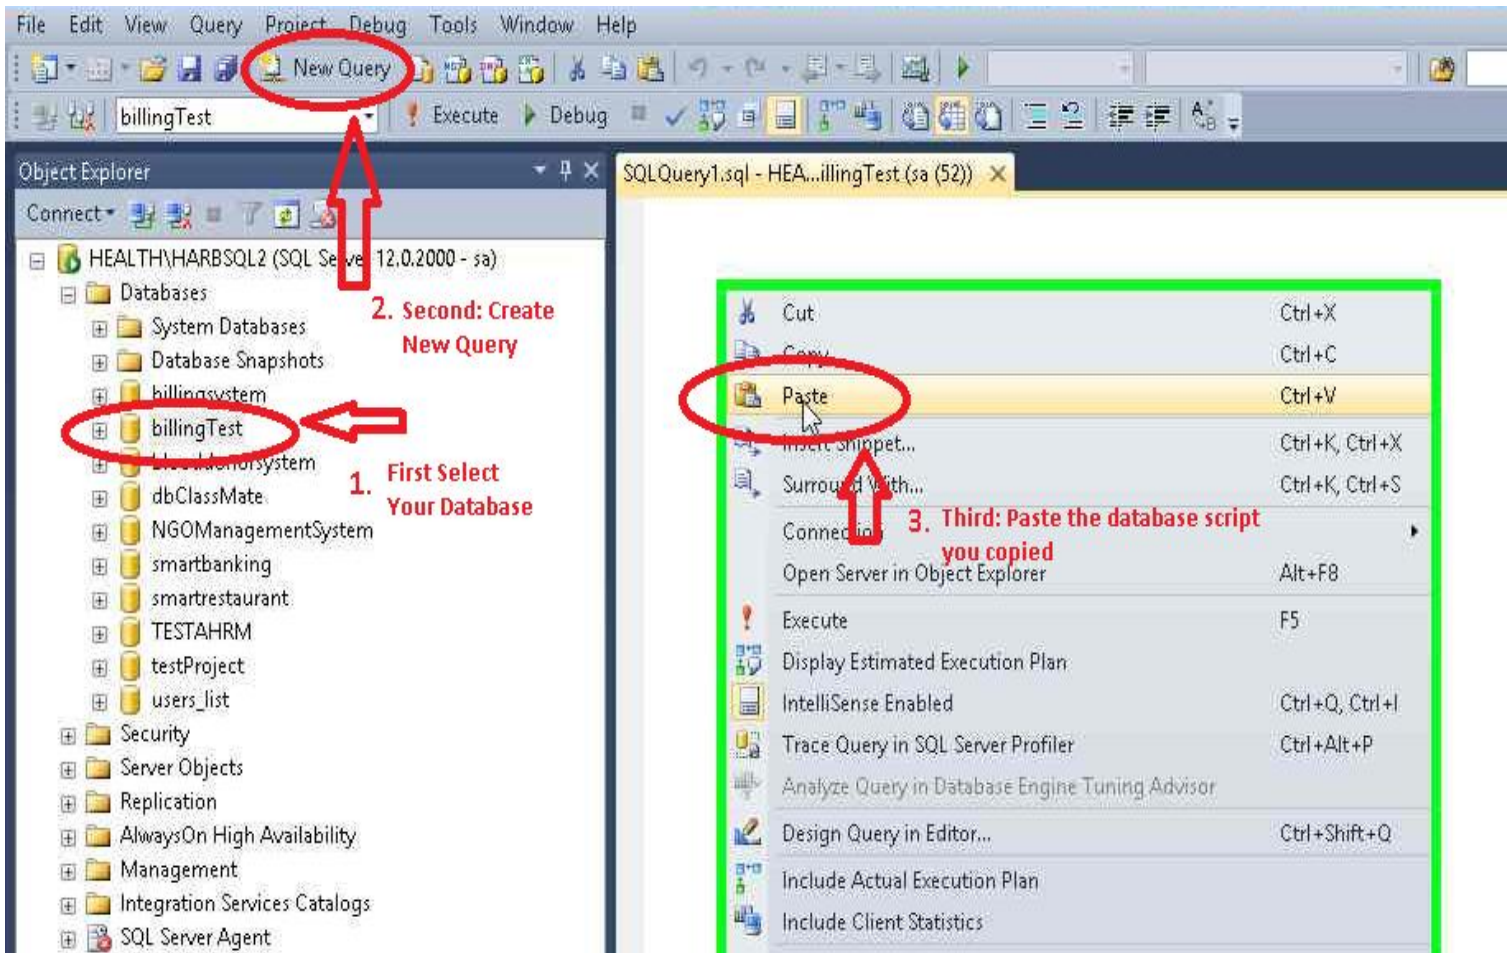 File Edit View Query Project Debug Tools Window Help
New Query
billingTest Execute Debug
Object Explorer
SQLQuery1.sql - HEA...illingTest (sa (52))
Connect
HEALTH\HARBSQL2 (SQL Server 12.0.2000 - sa)
Databases
System Databases
Database Snapshots
billingsystem
billingTest
blooddonorsystem
dbClassMate
NGOManagementSystem
smartbanking
smartrestaurant
TESTAHRM
testProject
users_list
Security
Server Objects
Replication
AlwaysOn High Availability
Management
Integration Services Catalogs
SQL Server Agent
2. Second: Create
New Query
1. First Select
Your Database
Cut Ctrl+X
Copy Ctrl+C
Paste Ctrl+V
Insert Snippet... Ctrl+K, Ctrl+X
Surround With... Ctrl+K, Ctrl+S
Connection
3. Third: Paste the database script
you copied
Open Server in Object Explorer Alt+F8
Execute F5
Display Estimated Execution Plan
IntelliSense Enabled Ctrl+Q, Ctrl+I
Trace Query in SQL Server Profiler Ctrl+Alt+P
Analyze Query in Database Engine Tuning Advisor
Design Query in Editor... Ctrl+Shift+Q
Include Actual Execution Plan
Include Client Statistics